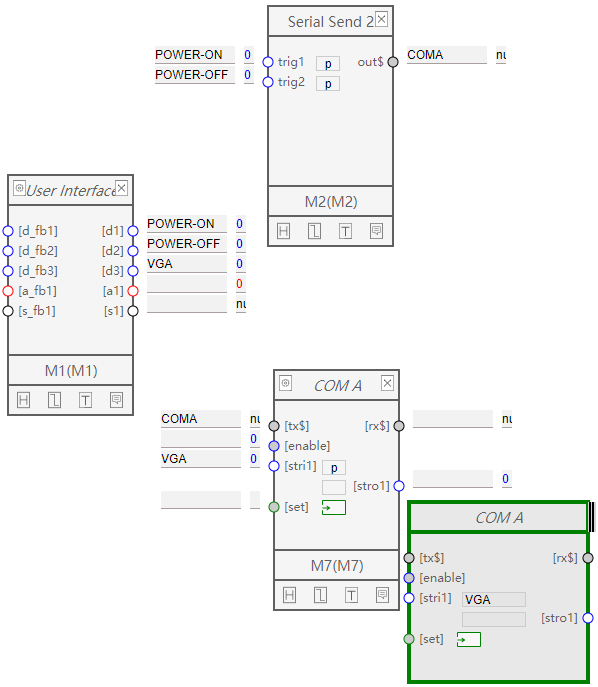 Serial Send 2
POWER-ON 0 trig1 p out$ COMA nu
POWER-OFF 0 trig2 p
M2(M2)
H T
User Interface
[d_fb1] [d1] POWER-ON 0
[d_fb2] [d2] POWER-OFF 0
[d_fb3] [d3] VGA 0
[a_fb1] [a1] 0
[s_fb1] [s1] nu
M1(M1)
H T
COM A
COMA nu [tx$] [rx$] nu
0 [enable]
VGA 0 [stri1] p
[stro1] 0
[set]
M7(M7)
H T
COM A
[tx$] [rx$]
[enable]
[stri1] VGA
[stro1]
[set]